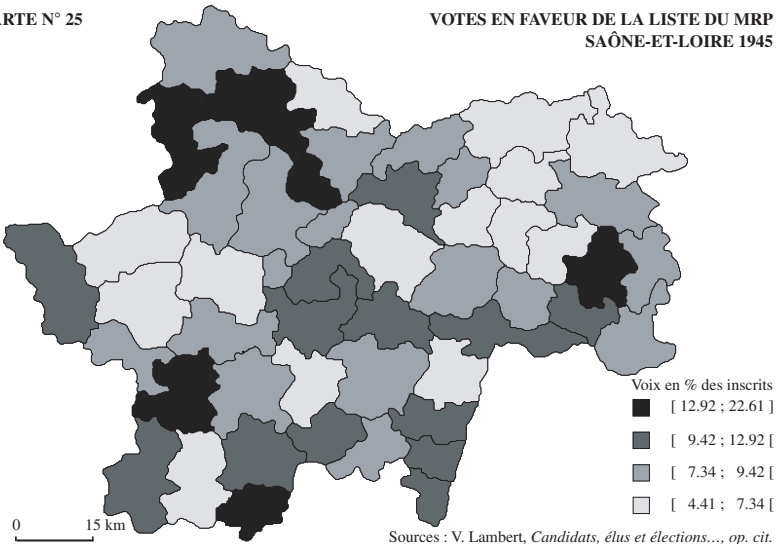 ARTE N° 25
VOTES EN FAVEUR DE LA LISTE DU MRP
SAÔNE-ET-LOIRE 1945
Voix en % des inscrits
[ 12.92 ; 22.61 ]
[ 9.42 ; 12.92 [
[ 7.34 ; 9.42 [
[ 4.41 ; 7.34 [
0 15 km
Sources : V. Lambert, Candidats, élus et élections..., op. cit.